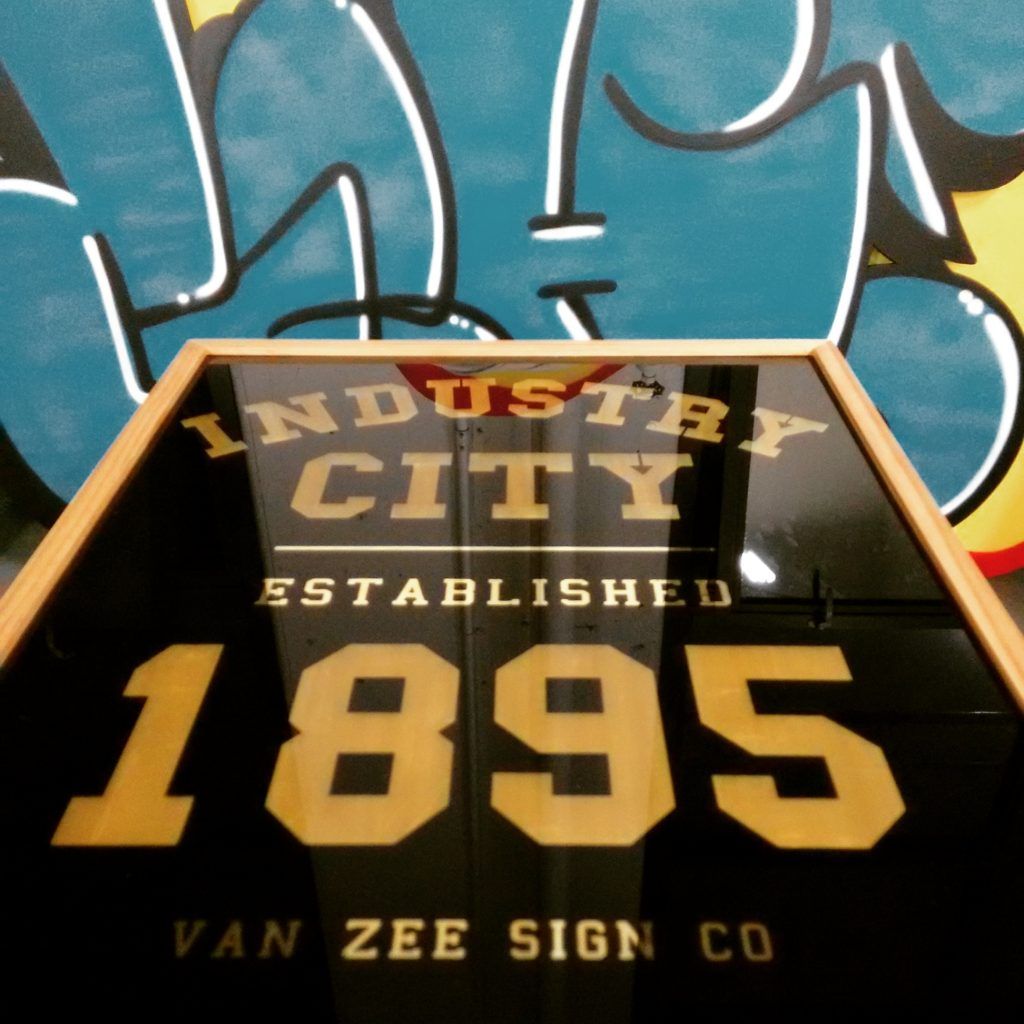 INDUSTRY
CITY
ESTABLISHED
1895
VAN ZEE SIGN CO